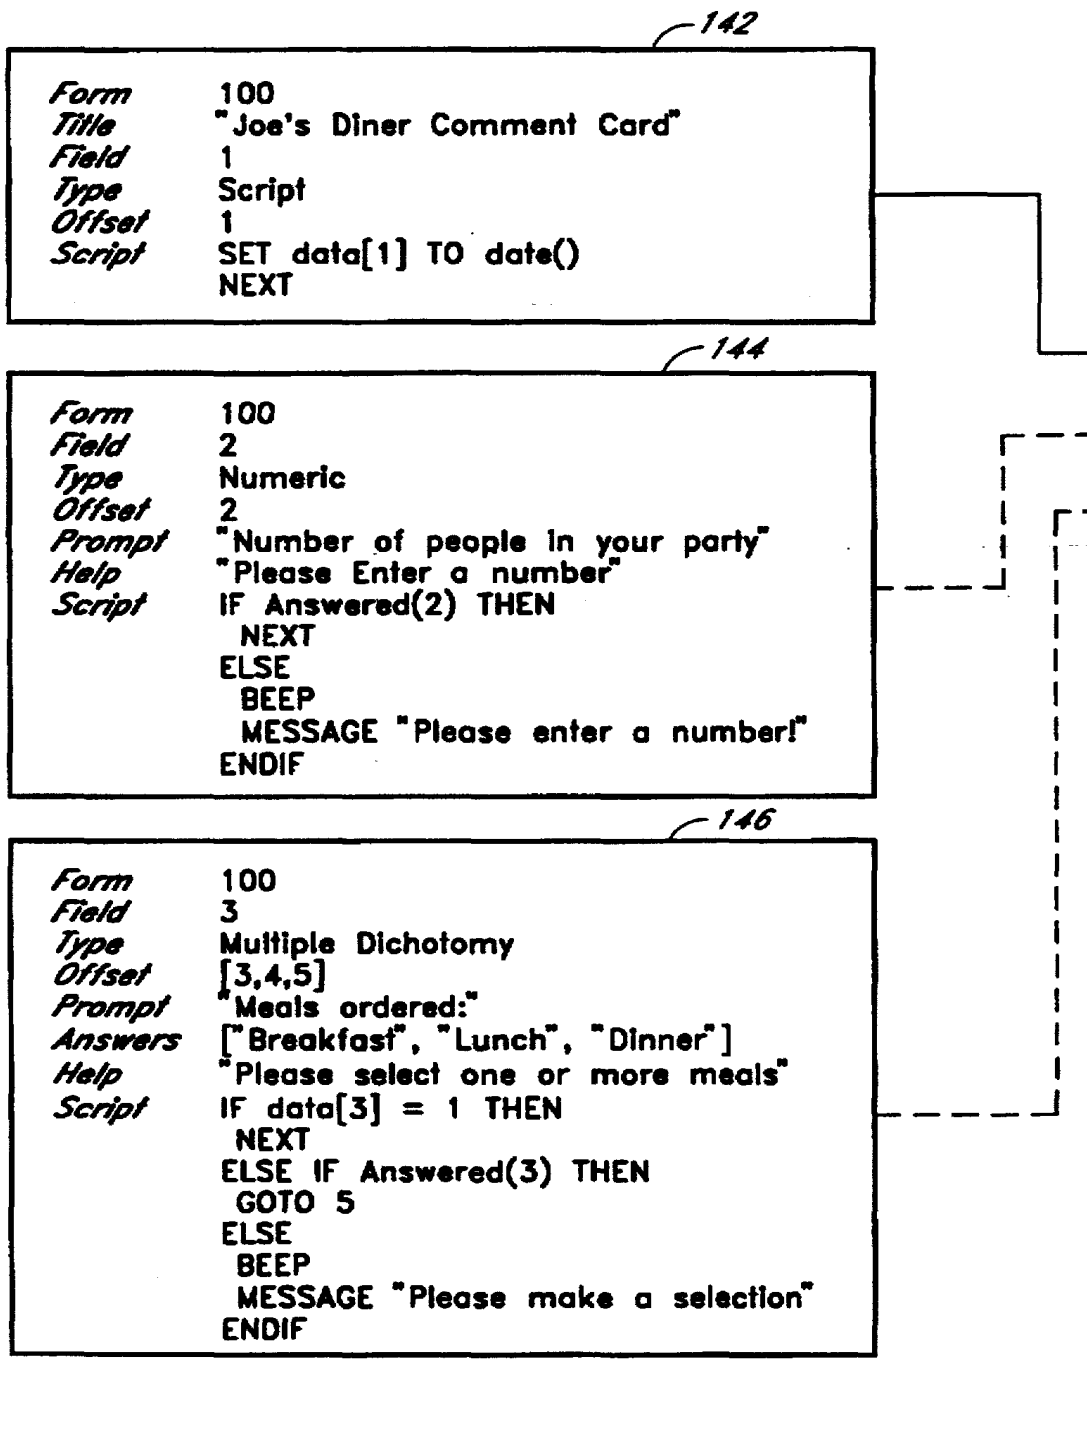 142
Form 100
Title "Joe's Diner Comment Card"
Field 1
Type Script
Offset 1
Script SET data[1] TO date()
NEXT
144
Form 100
Field 2
Type Numeric
Offset 2
Prompt "Number of people in your party"
Help "Please Enter a number"
Script IF Answered(2) THEN
NEXT
ELSE
BEEP
MESSAGE "Please enter a number!"
ENDIF
146
Form 100
Field 3
Type Multiple Dichotomy
Offset [3,4,5]
Prompt "Meals ordered:"
Answers ["Breakfast", "Lunch", "Dinner"]
Help "Please select one or more meals"
Script IF data[3] = 1 THEN
NEXT
ELSE IF Answered(3) THEN
GOTO 5
ELSE
BEEP
MESSAGE "Please make a selection"
ENDIF